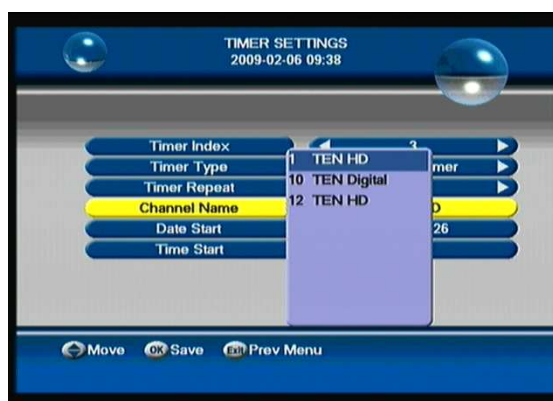 TIMER SETTINGS
2009-02-06 09:38
Timer Index 3
Timer Type mer
Timer Repeat
Channel Name D
Date Start 26
Time Start
1 TEN HD
10 TEN Digital
12 TEN HD
Move OK Save Exit Prev Menu